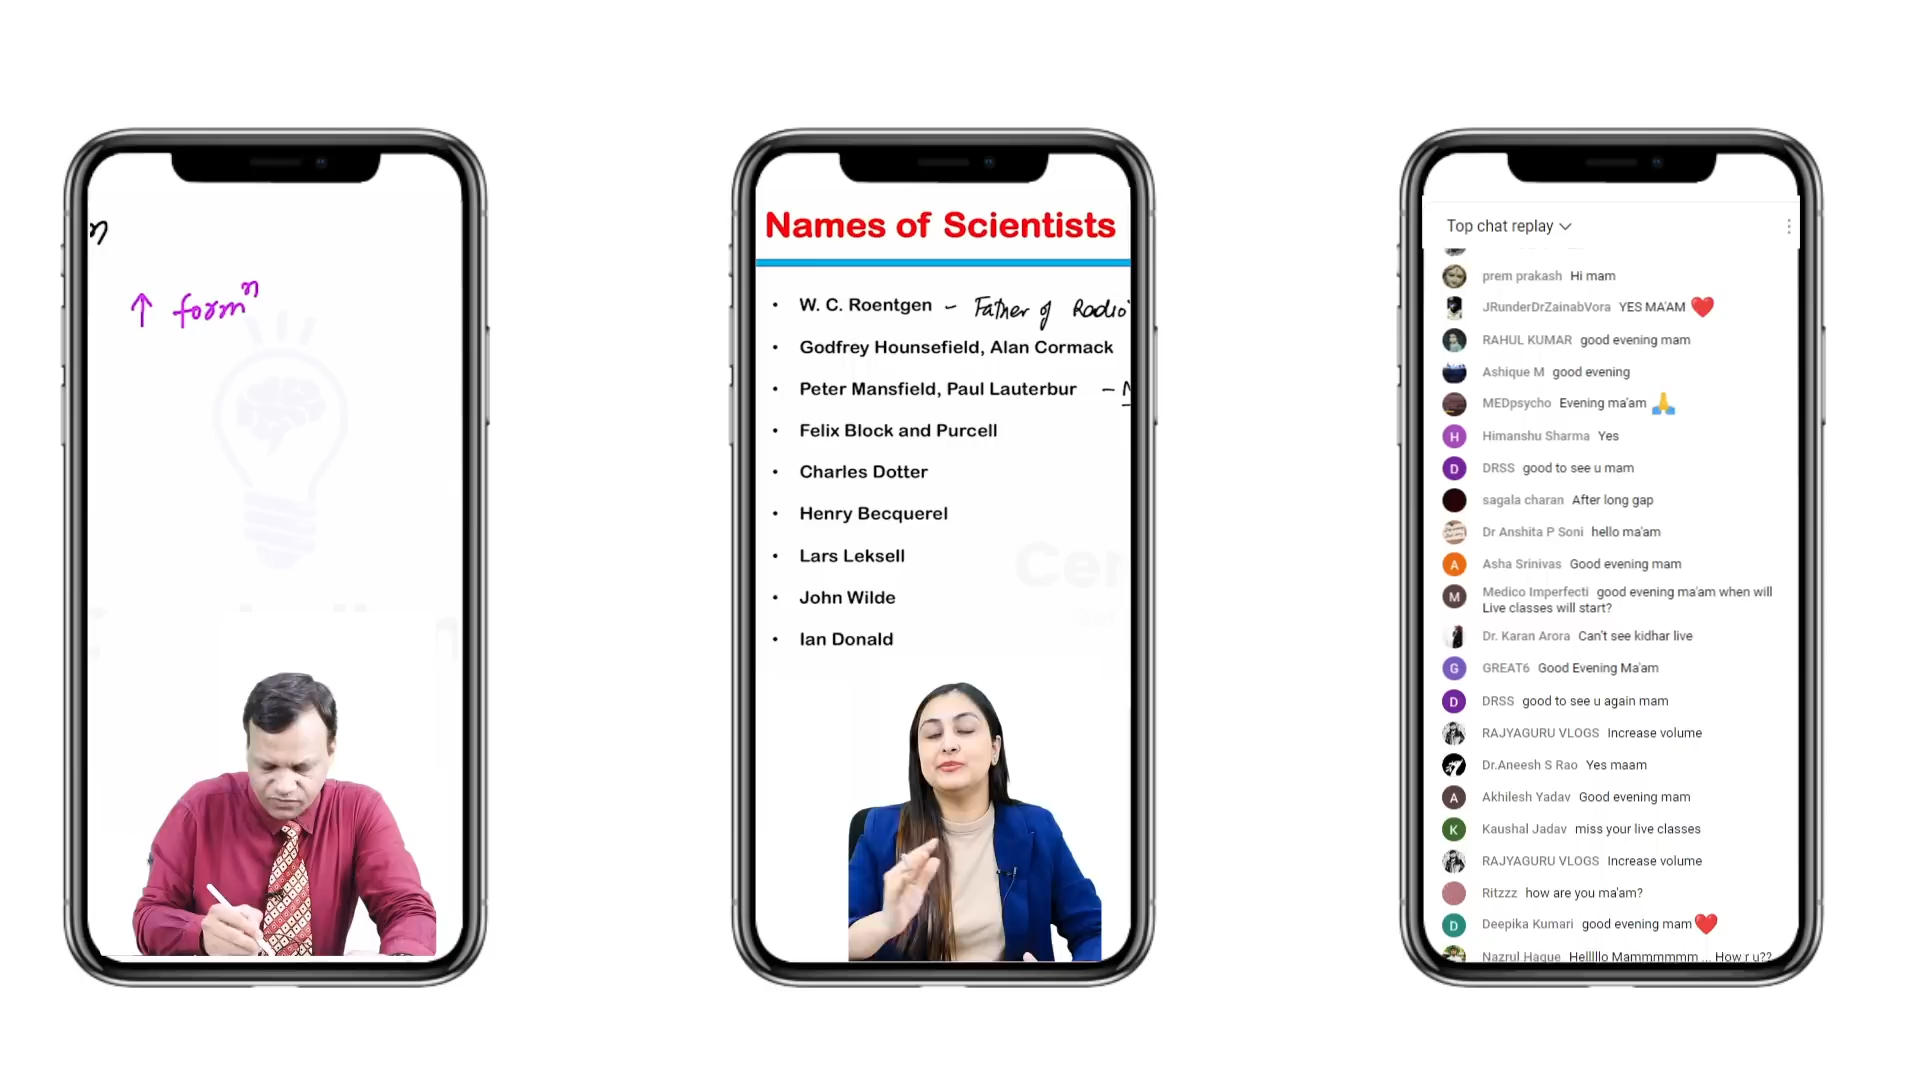 n
↑ formⁿ
Names of Scientists
• W. C. Roentgen – Father of Radio
• Godfrey Hounsefield, Alan Cormack
• Peter Mansfield, Paul Lauterbur –
• Felix Block and Purcell
• Charles Dotter
• Henry Becquerel
• Lars Leksell
• John Wilde
• Ian Donald
Cer
Top chat replay
prem prakash Hi mam
JRunderDrZainabVora YES MA'AM ❤️
RAHUL KUMAR good evening mam
Ashique M good evening
MEDpsycho Evening ma'am 🙏
H Himanshu Sharma Yes
D DRSS good to see u mam
sagala charan After long gap
Dr Anshita P Soni hello ma'am
A Asha Srinivas Good evening mam
M Medico Imperfecti good evening ma'am when will
Live classes will start?
Dr. Karan Arora Can't see kidhar live
G GREAT6 Good Evening Ma'am
D DRSS good to see u again mam
RAJYAGURU VLOGS Increase volume
Dr.Aneesh S Rao Yes maam
A Akhilesh Yadav Good evening mam
K Kaushal Jadav miss your live classes
RAJYAGURU VLOGS Increase volume
Ritzzz how are you ma'am?
D Deepika Kumari good evening mam ❤️
Nazrul Haque Helllllo Mammmmmm ... How r u??